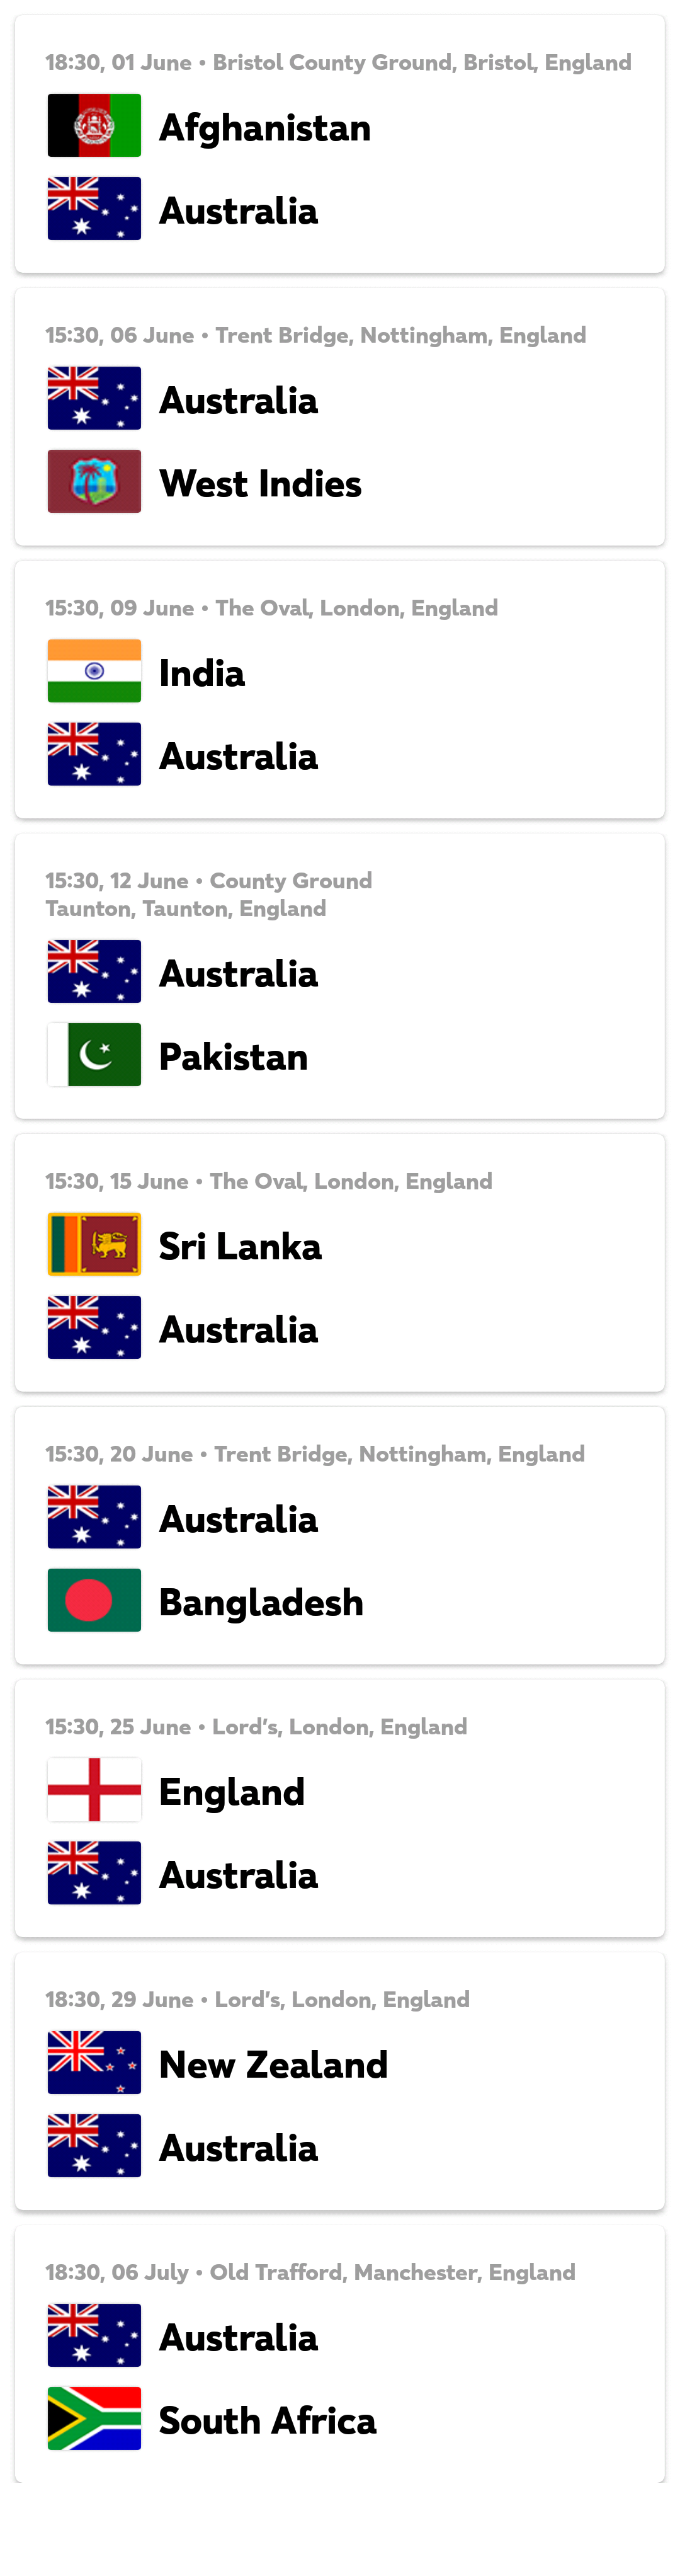 18:30, 01 June • Bristol County Ground, Bristol, England
Afghanistan
Australia
15:30, 06 June • Trent Bridge, Nottingham, England
Australia
West Indies
15:30, 09 June • The Oval, London, England
India
Australia
15:30, 12 June • County Ground
Taunton, Taunton, England
Australia
Pakistan
15:30, 15 June • The Oval, London, England
Sri Lanka
Australia
15:30, 20 June • Trent Bridge, Nottingham, England
Australia
Bangladesh
15:30, 25 June • Lord's, London, England
England
Australia
18:30, 29 June • Lord's, London, England
New Zealand
Australia
18:30, 06 July • Old Trafford, Manchester, England
Australia
South Africa